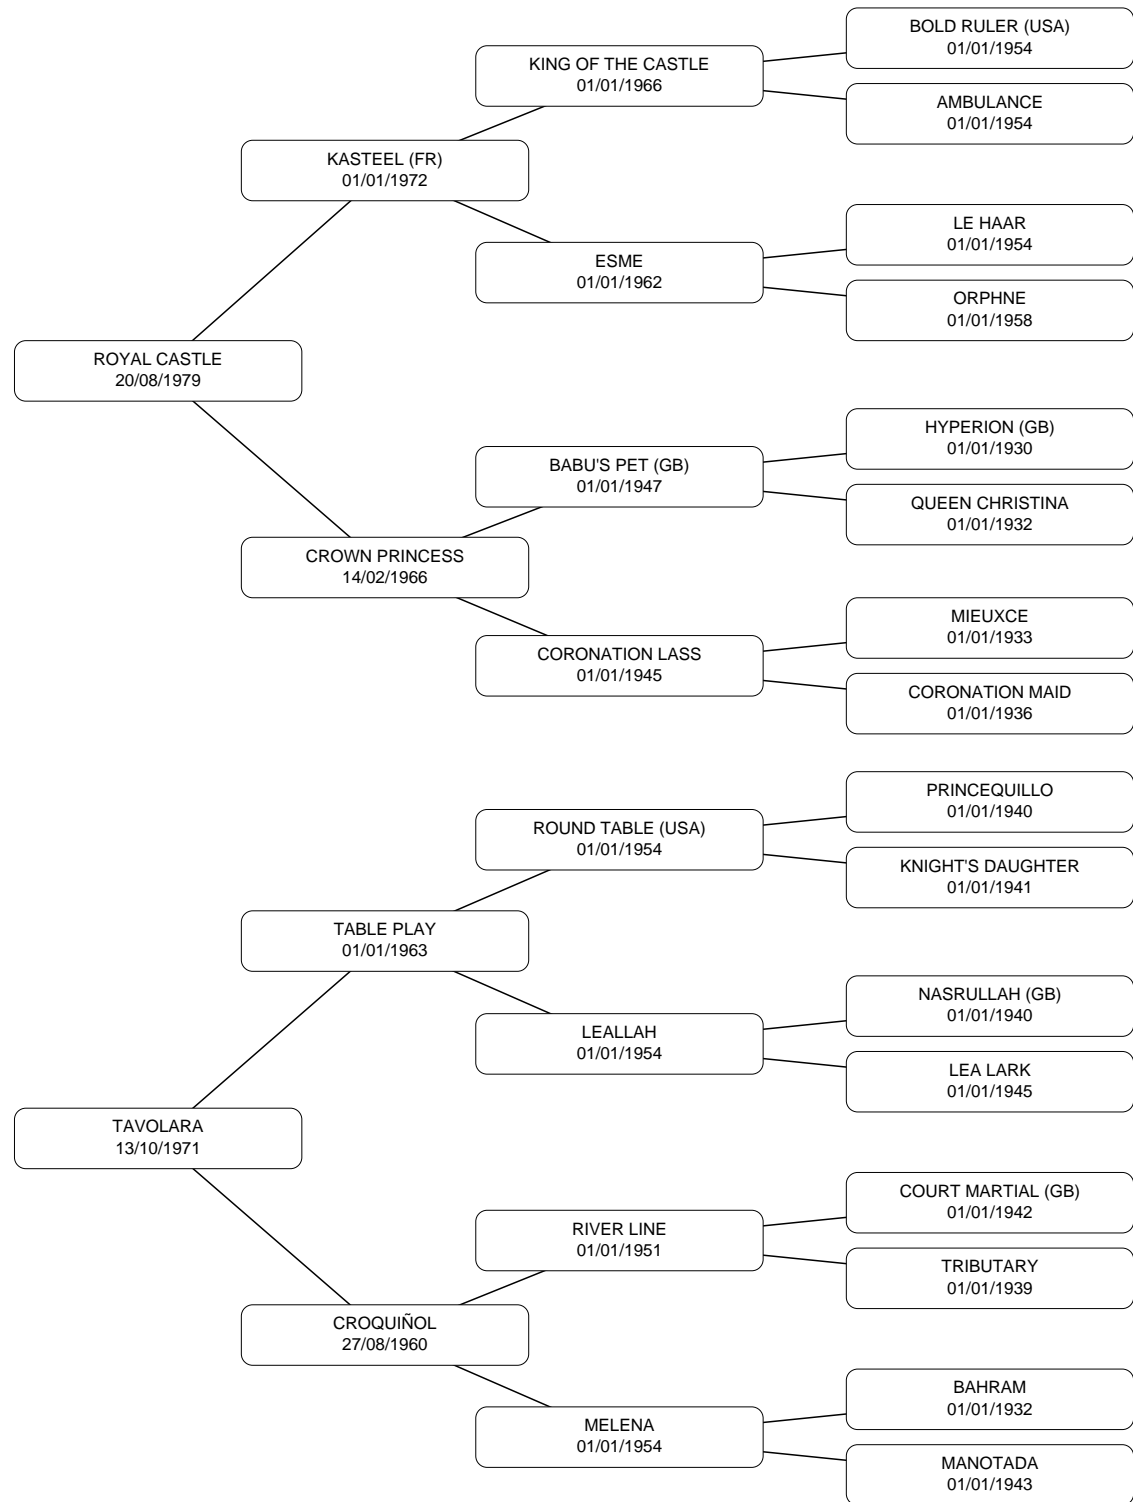 BOLD RULER (USA)
01/01/1954
KING OF THE CASTLE
01/01/1966
AMBULANCE
01/01/1954
KASTEEL (FR)
01/01/1972
LE HAAR
01/01/1954
ESME
01/01/1962
ORPHNE
01/01/1958
ROYAL CASTLE
20/08/1979
HYPERION (GB)
01/01/1930
BABU'S PET (GB)
01/01/1947
QUEEN CHRISTINA
01/01/1932
CROWN PRINCESS
14/02/1966
MIEUXCE
01/01/1933
CORONATION LASS
01/01/1945
CORONATION MAID
01/01/1936
PRINCEQUILLO
01/01/1940
ROUND TABLE (USA)
01/01/1954
KNIGHT'S DAUGHTER
01/01/1941
TABLE PLAY
01/01/1963
NASRULLAH (GB)
01/01/1940
LEALLAH
01/01/1954
LEA LARK
01/01/1945
TAVOLARA
13/10/1971
COURT MARTIAL (GB)
01/01/1942
RIVER LINE
01/01/1951
TRIBUTARY
01/01/1939
CROQUIÑOL
27/08/1960
BAHRAM
01/01/1932
MELENA
01/01/1954
MANOTADA
01/01/1943